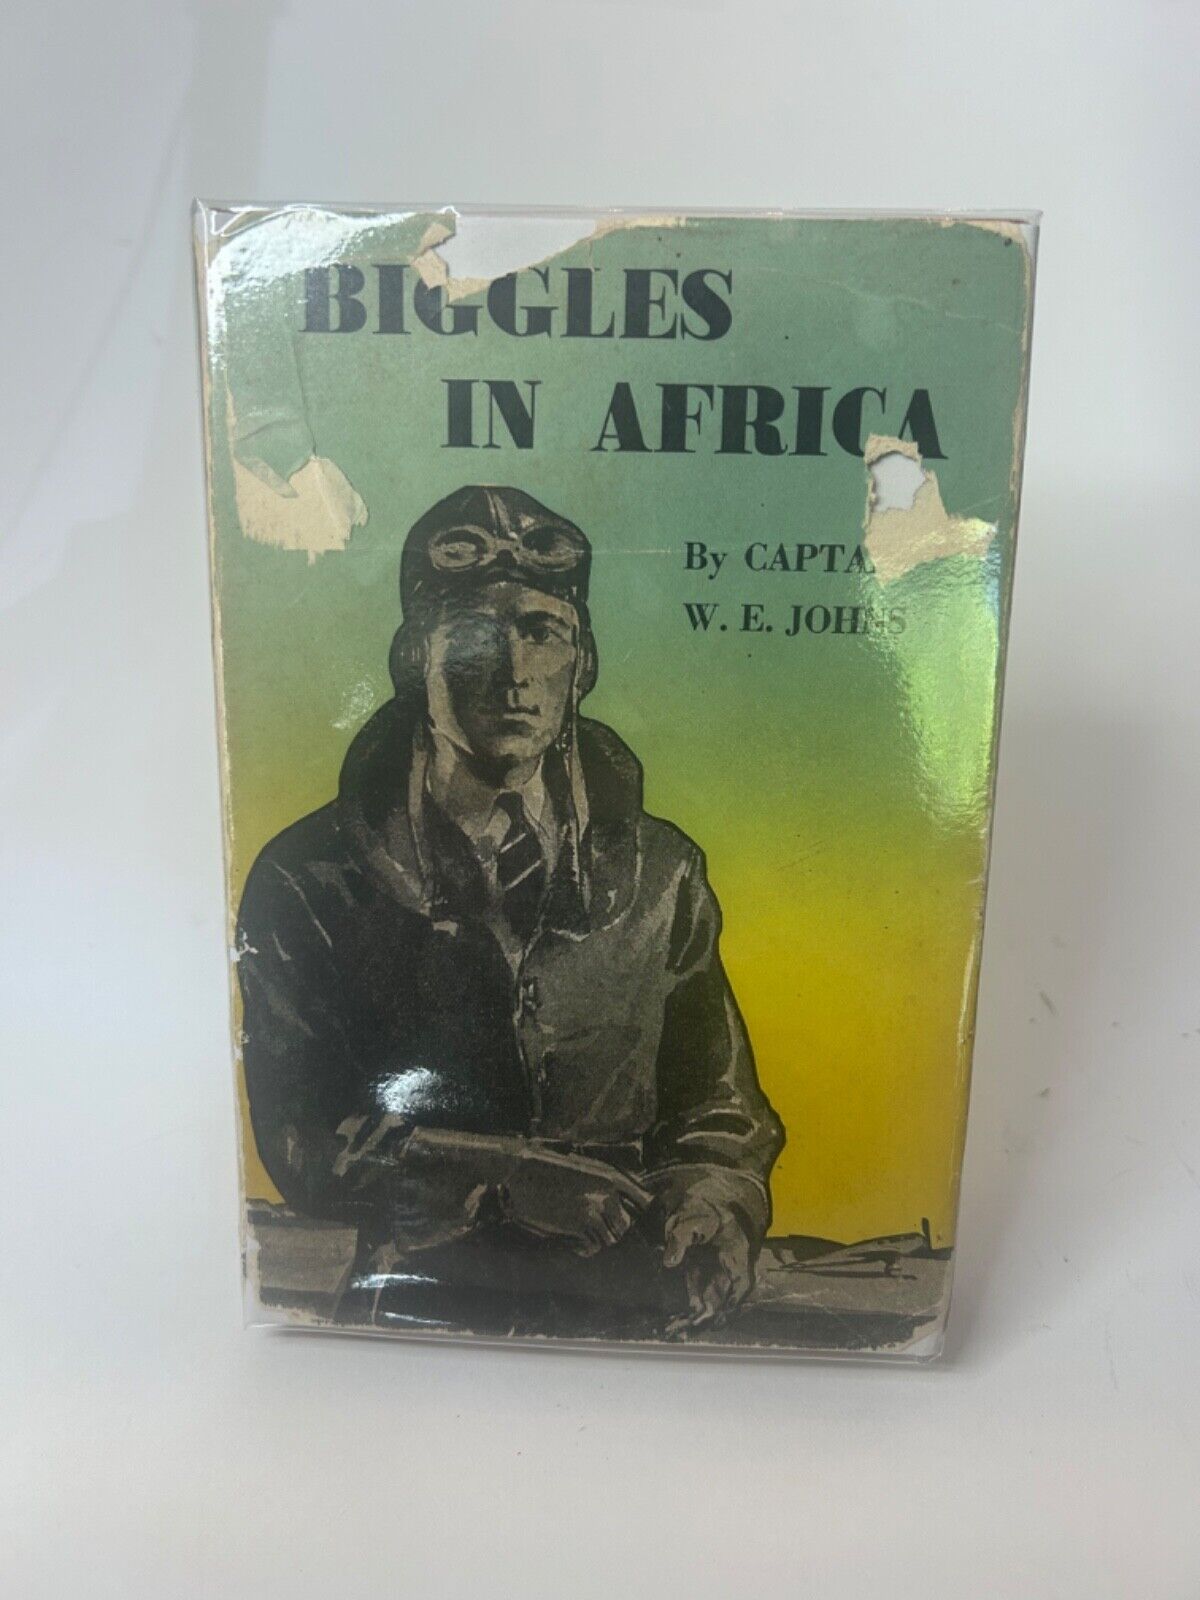 BIGGLES
IN AFRICA
By CAPTA
W. E. JOHNS